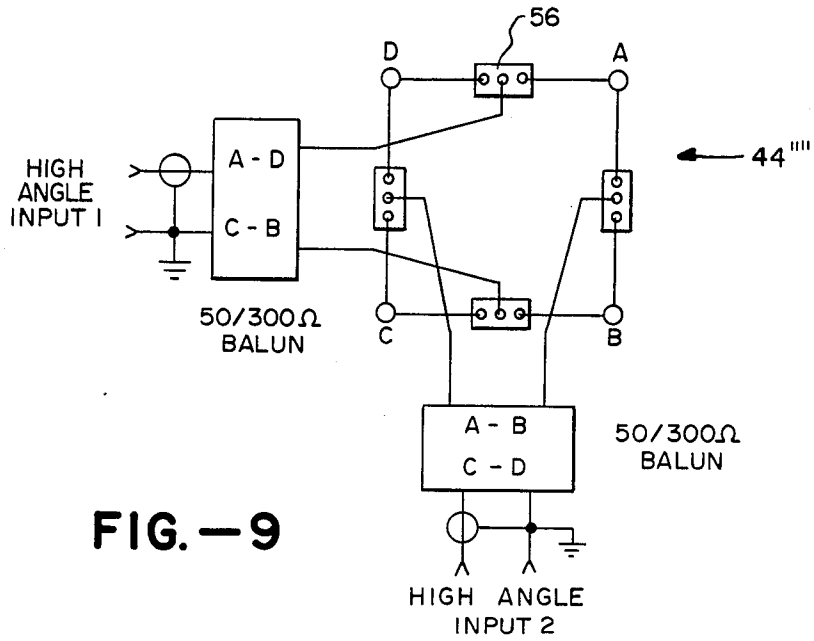 56
D
A
44""
HIGH
ANGLE
INPUT 1
A - D
C - B
C
B
50/300Ω
BALUN
A - B
C - D
50/300Ω
BALUN
FIG.—9
HIGH ANGLE
INPUT 2